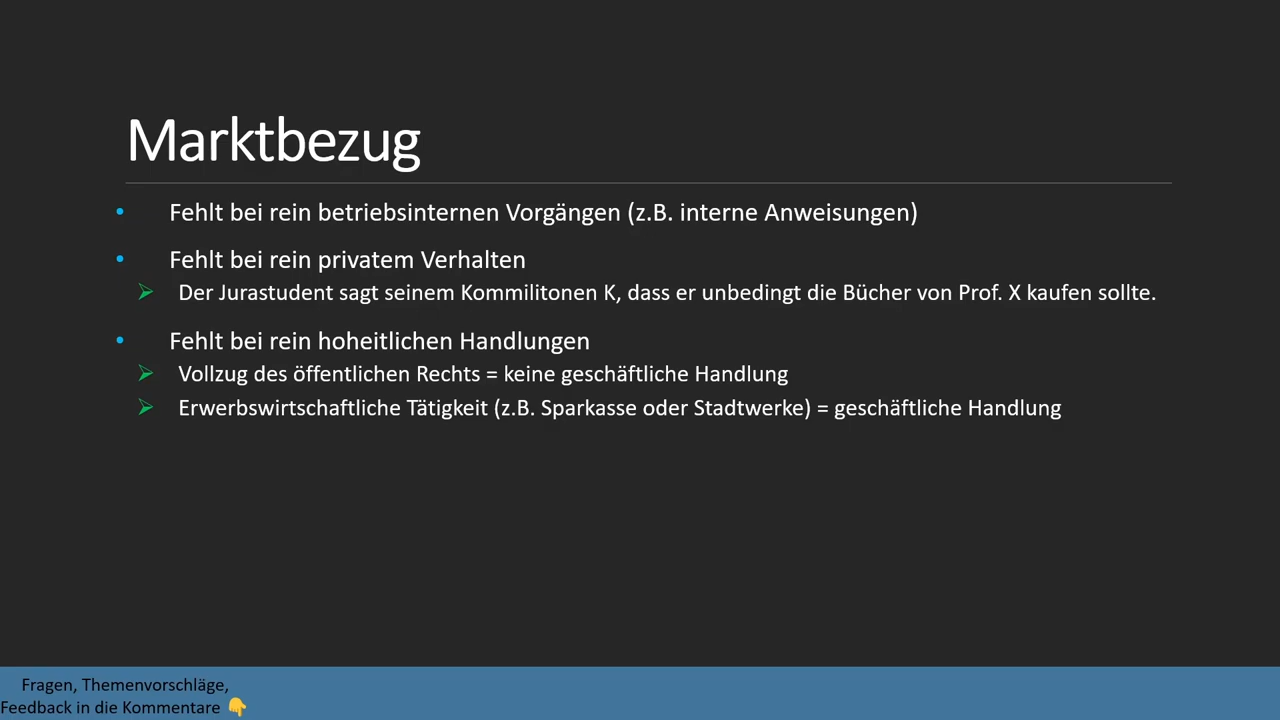 Marktbezug
• Fehlt bei rein betriebsinternen Vorgängen (z.B. interne Anweisungen)
• Fehlt bei rein privatem Verhalten
➢ Der Jurastudent sagt seinem Kommilitonen K, dass er unbedingt die Bücher von Prof. X kaufen sollte.
• Fehlt bei rein hoheitlichen Handlungen
➢ Vollzug des öffentlichen Rechts = keine geschäftliche Handlung
➢ Erwerbswirtschaftliche Tätigkeit (z.B. Sparkasse oder Stadtwerke) = geschäftliche Handlung
Fragen, Themenvorschläge,
Feedback in die Kommentare 👇